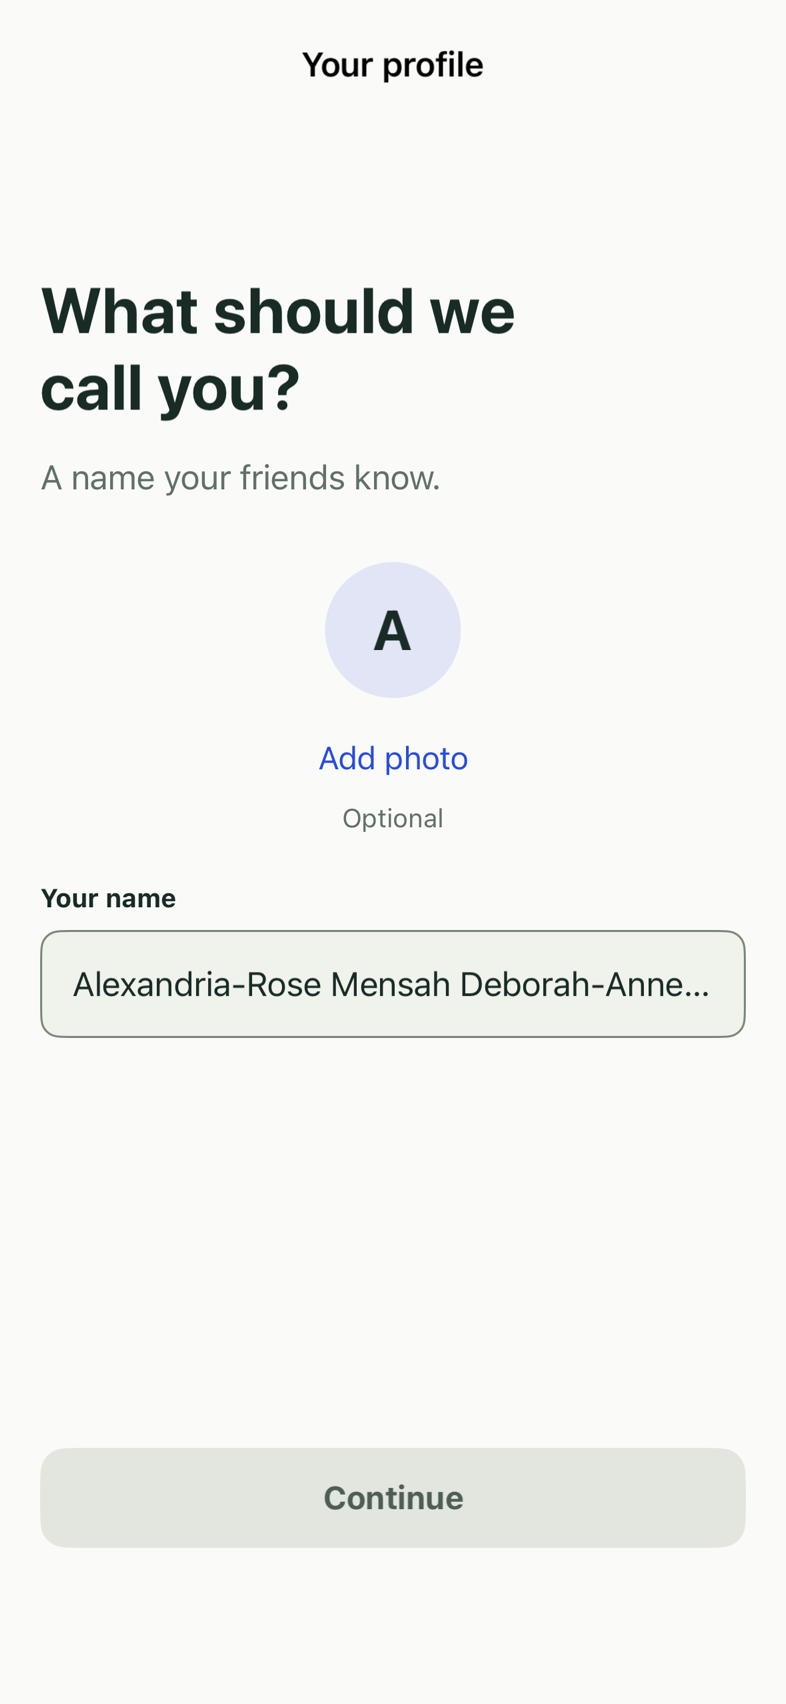 Your profile
What should we
call you?
A name your friends know.
A
Add photo
Optional
Your name
Alexandria-Rose Mensah Deborah-Anne...
Continue